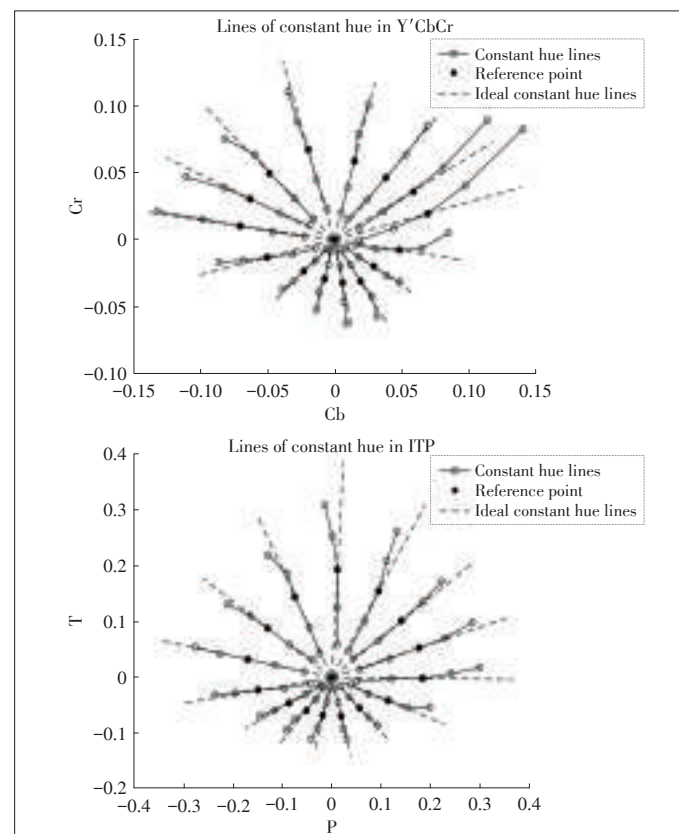 Lines of constant hue in Y′CbCr
Constant hue lines
Reference point
Ideal constant hue lines
0.15
0.10
0.05
0
−0.05
−0.10
Cr
−0.15 −0.10 −0.05 0 0.05 0.10 0.15
Cb
Lines of constant hue in ITP
Constant hue lines
Reference point
Ideal constant hue lines
0.4
0.3
0.2
0.1
0
−0.1
−0.2
T
−0.4 −0.3 −0.2 −0.1 0 0.1 0.2 0.3 0.4
P